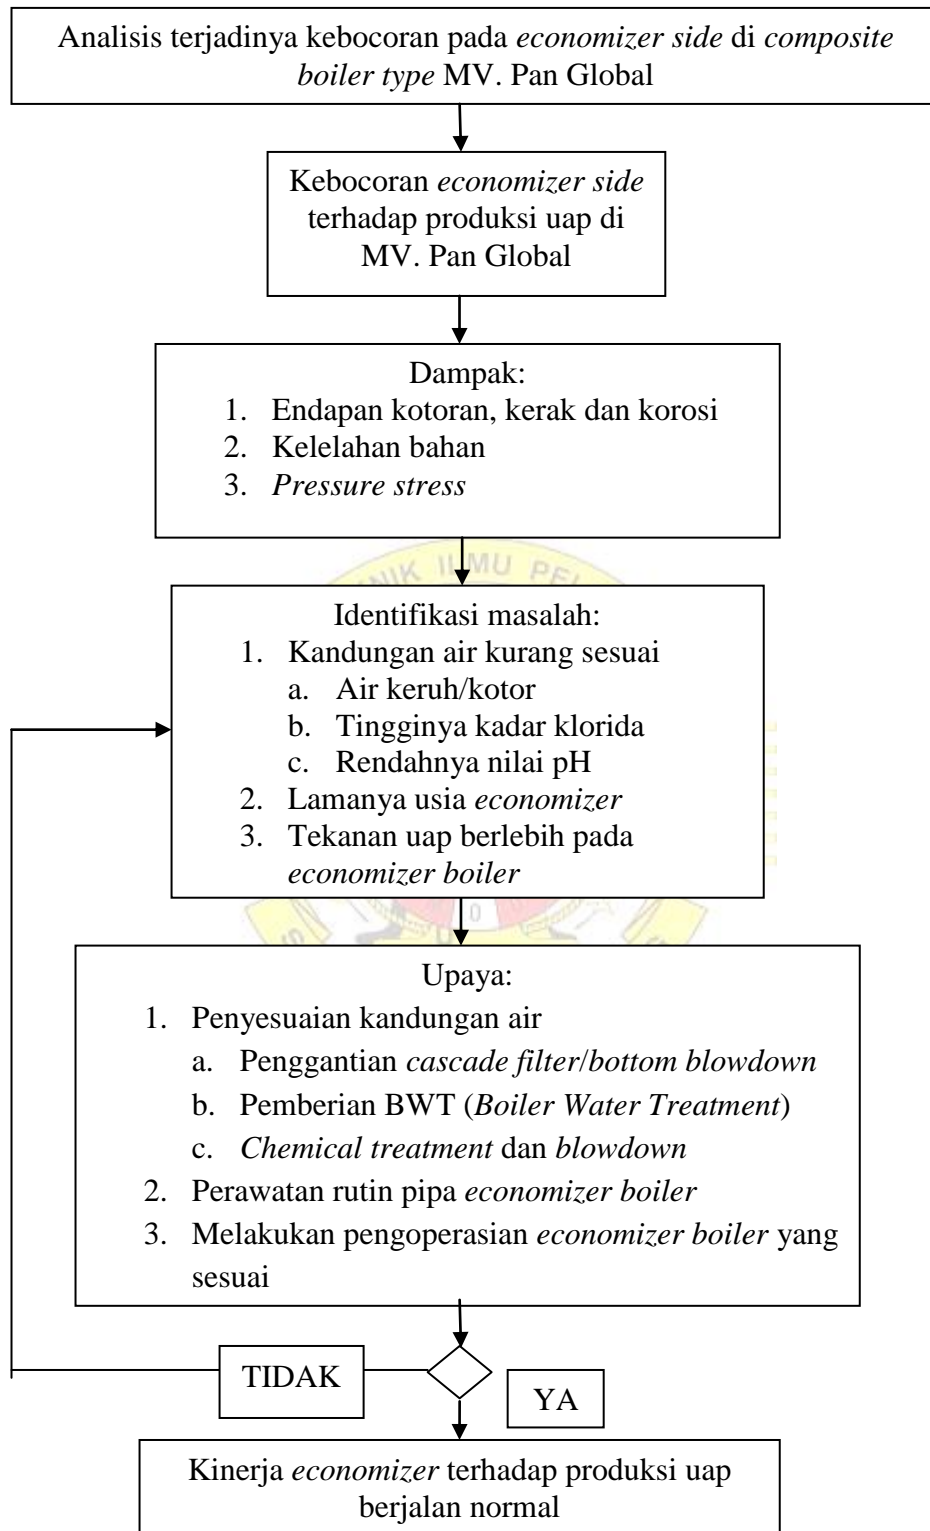 Analisis terjadinya kebocoran pada economizer side di composite
boiler type MV. Pan Global
Kebocoran economizer side
terhadap produksi uap di
MV. Pan Global
Dampak:
1. Endapan kotoran, kerak dan korosi
2. Kelelahan bahan
3. Pressure stress
NIK ILMU PEL
Identifikasi masalah:
1. Kandungan air kurang sesuai
a. Air keruh/kotor
b. Tingginya kadar klorida
c. Rendahnya nilai pH
2. Lamanya usia economizer
3. Tekanan uap berlebih pada
economizer boiler
Upaya:
1. Penyesuaian kandungan air
a. Penggantian cascade filter/bottom blowdown
b. Pemberian BWT (Boiler Water Treatment)
c. Chemical treatment dan blowdown
2. Perawatan rutin pipa economizer boiler
3. Melakukan pengoperasian economizer boiler yang
sesuai
TIDAK
YA
Kinerja economizer terhadap produksi uap
berjalan normal